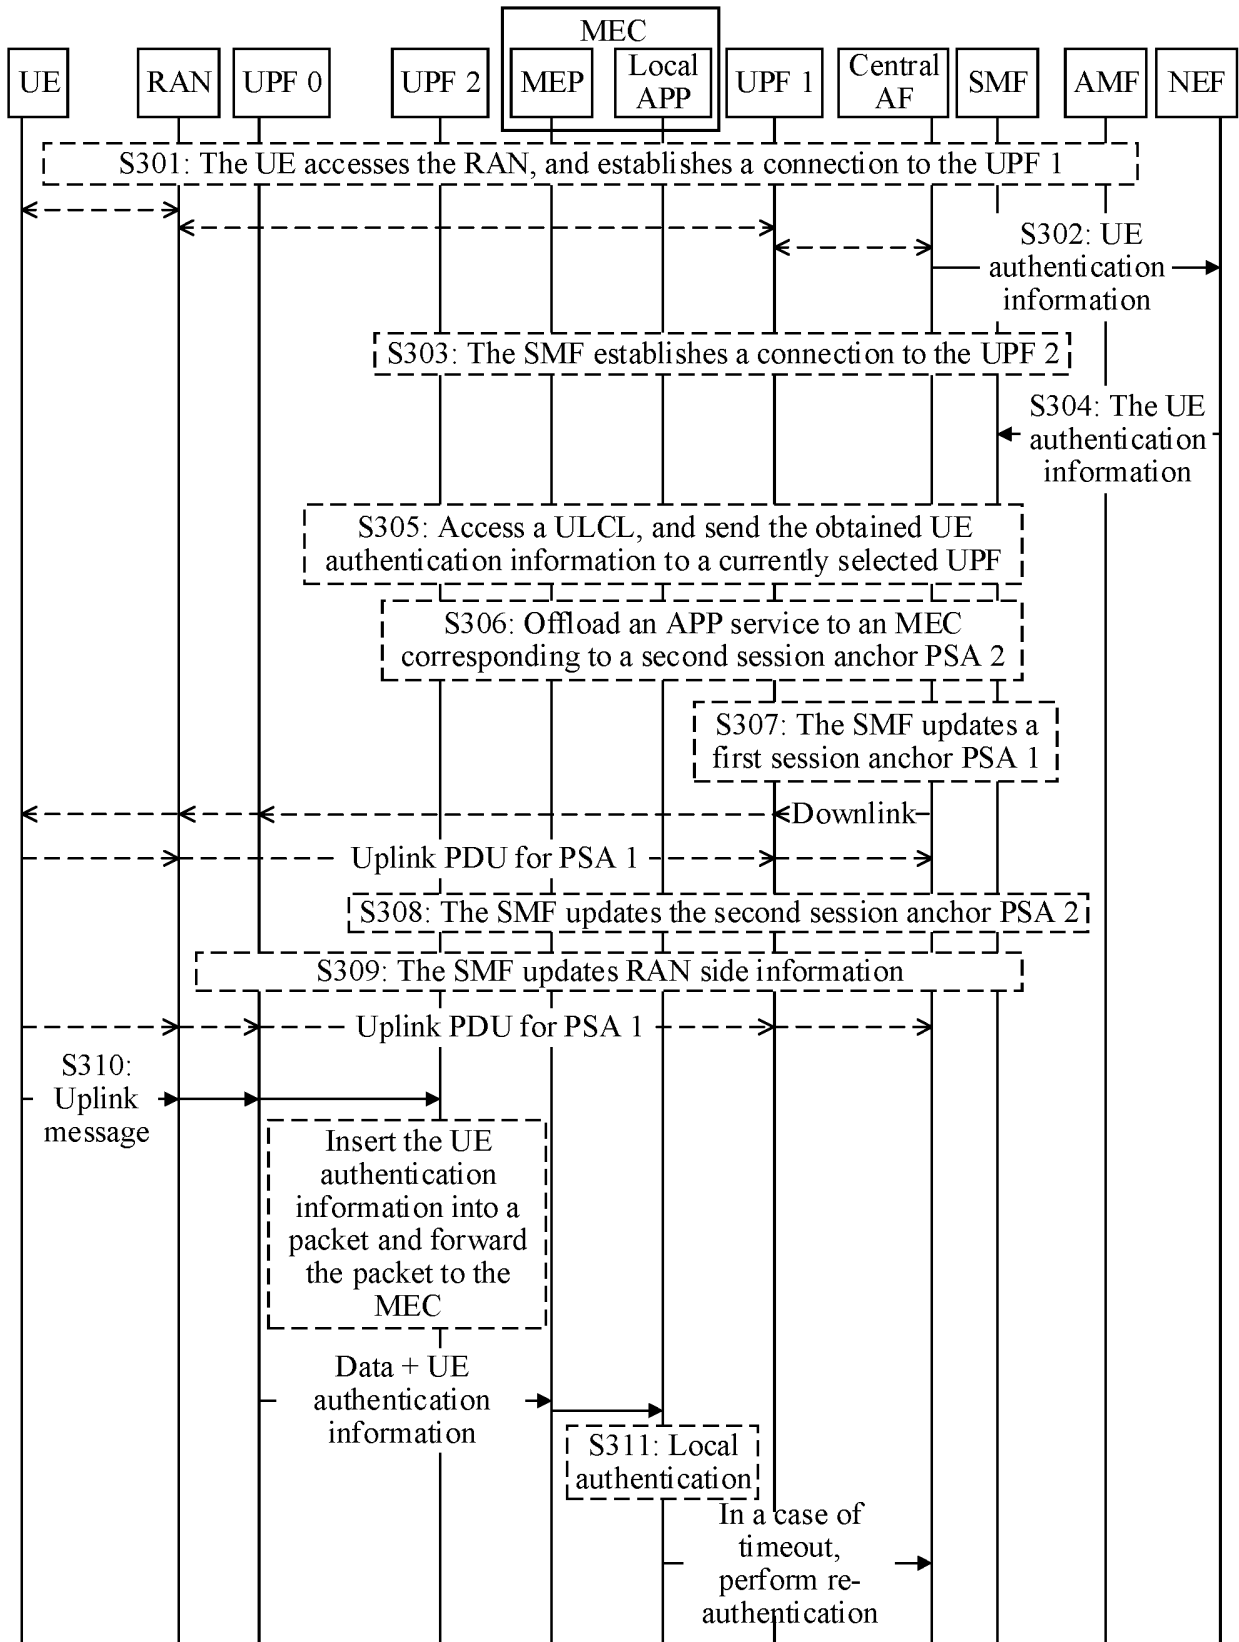 MEC
UE
RAN
UPF 0
UPF 2
MEP
Local
APP
UPF 1
Central
AF
SMF
AMF
NEF
S301: The UE accesses the RAN, and establishes a connection to the UPF 1
S302: UE
authentication
information
S303: The SMF establishes a connection to the UPF 2
S304: The UE
authentication
information
S305: Access a ULCL, and send the obtained UE
authentication information to a currently selected UPF
S306: Offload an APP service to an MEC
corresponding to a second session anchor PSA 2
S307: The SMF updates a
first session anchor PSA 1
Downlink
Uplink PDU for PSA 1
S308: The SMF updates the second session anchor PSA 2
S309: The SMF updates RAN side information
Uplink PDU for PSA 1
S310:
Uplink
message
Insert the UE
authentication
information into a
packet and forward
the packet to the
MEC
Data + UE
authentication
information
S311: Local
authentication
In a case of
timeout,
perform re-
authentication